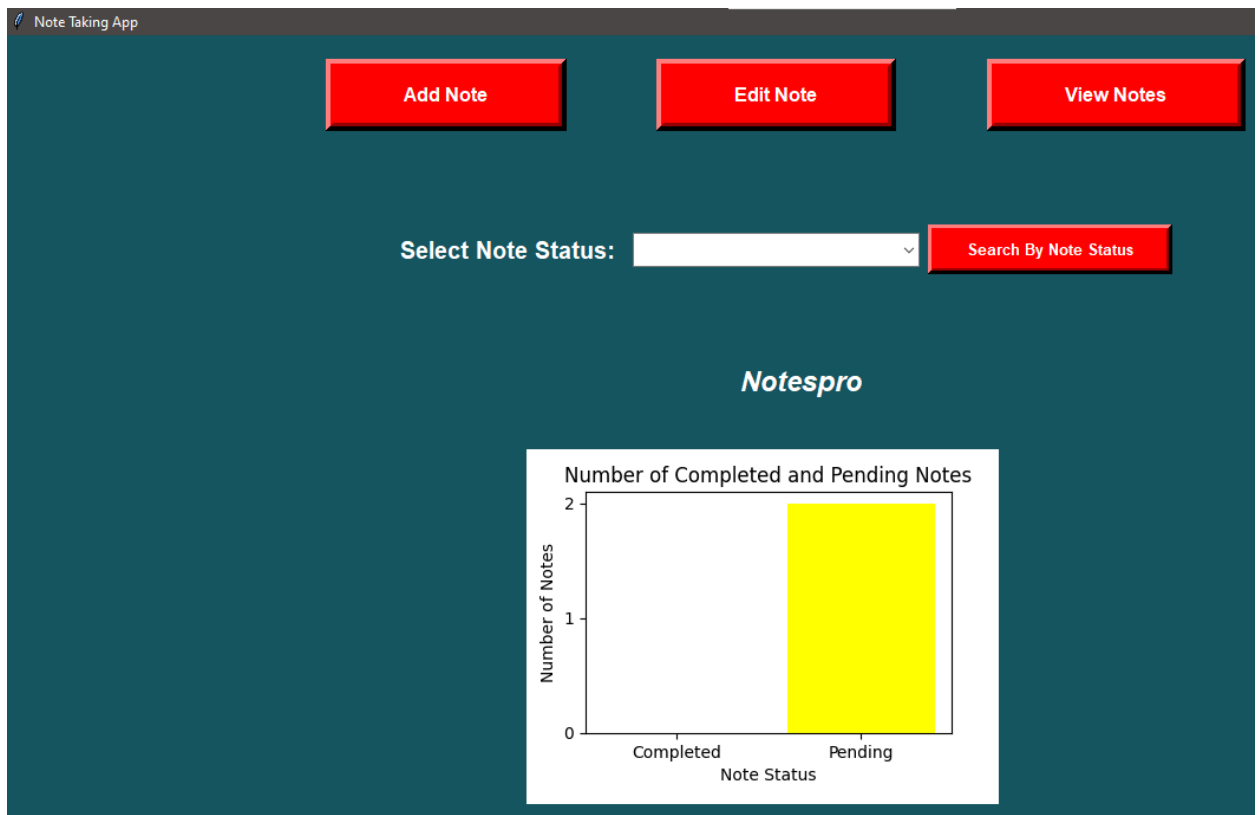 Note Taking App
Add Note
Edit Note
View Notes
Select Note Status:
Search By Note Status
Notespro
Number of Completed and Pending Notes
Number of Notes
2
1
0
Completed
Pending
Note Status